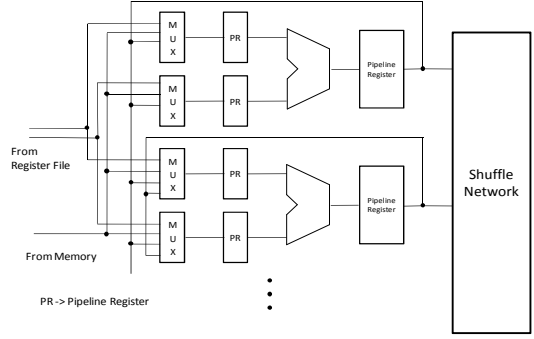 M
U
X
PR
M
U
X
PR
Pipeline
Register
From
Register File
M
U
X
PR
M
U
X
PR
Pipeline
Register
Shuffle
Network
From Memory
PR -> Pipeline Register